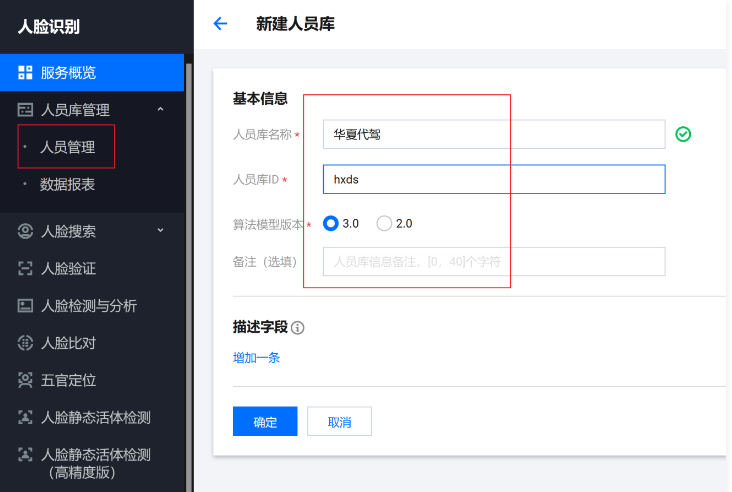 人脸识别
服务概览
人员库管理
人员管理
数据报表
人脸搜索
人脸验证
人脸检测与分析
人脸比对
五官定位
人脸静态活体检测
人脸静态活体检测
（高精度版）
新建人员库
基本信息
人员库名称 * 华夏代驾
人员库ID * hxds
算法模型版本 * 3.0 2.0
备注（选填） 人员库信息备注，[0，40]个字符
描述字段
增加一条
确定 取消